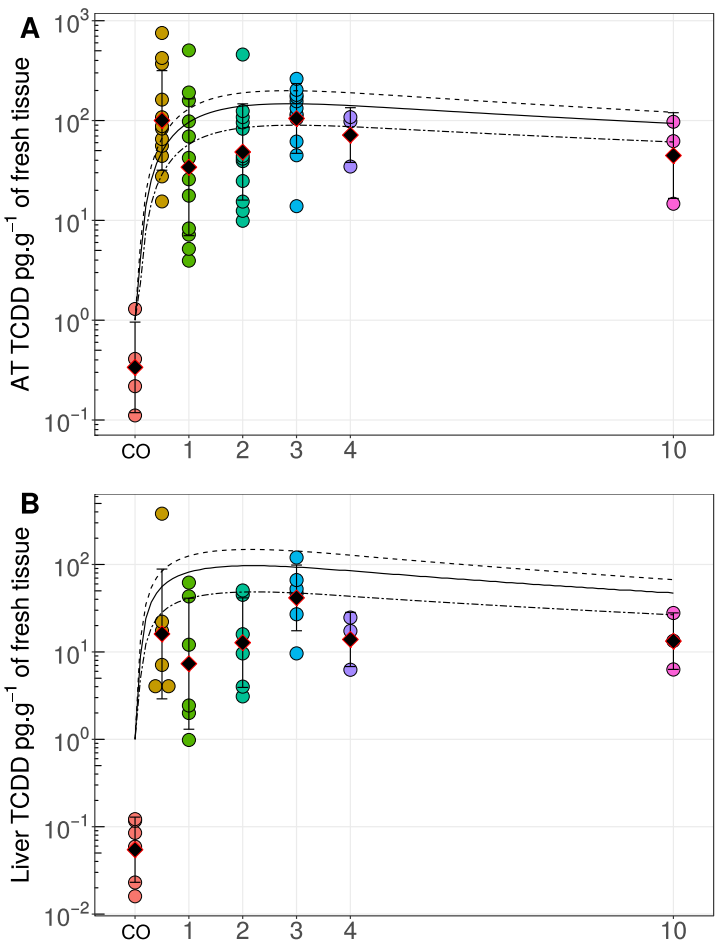 A
AT TCDD pg.g⁻¹ of fresh tissue
10³
10²
10¹
10⁰
10⁻¹
CO 1 2 3 4 10
B
Liver TCDD pg.g⁻¹ of fresh tissue
10²
10¹
10⁰
10⁻¹
10⁻²
CO 1 2 3 4 10